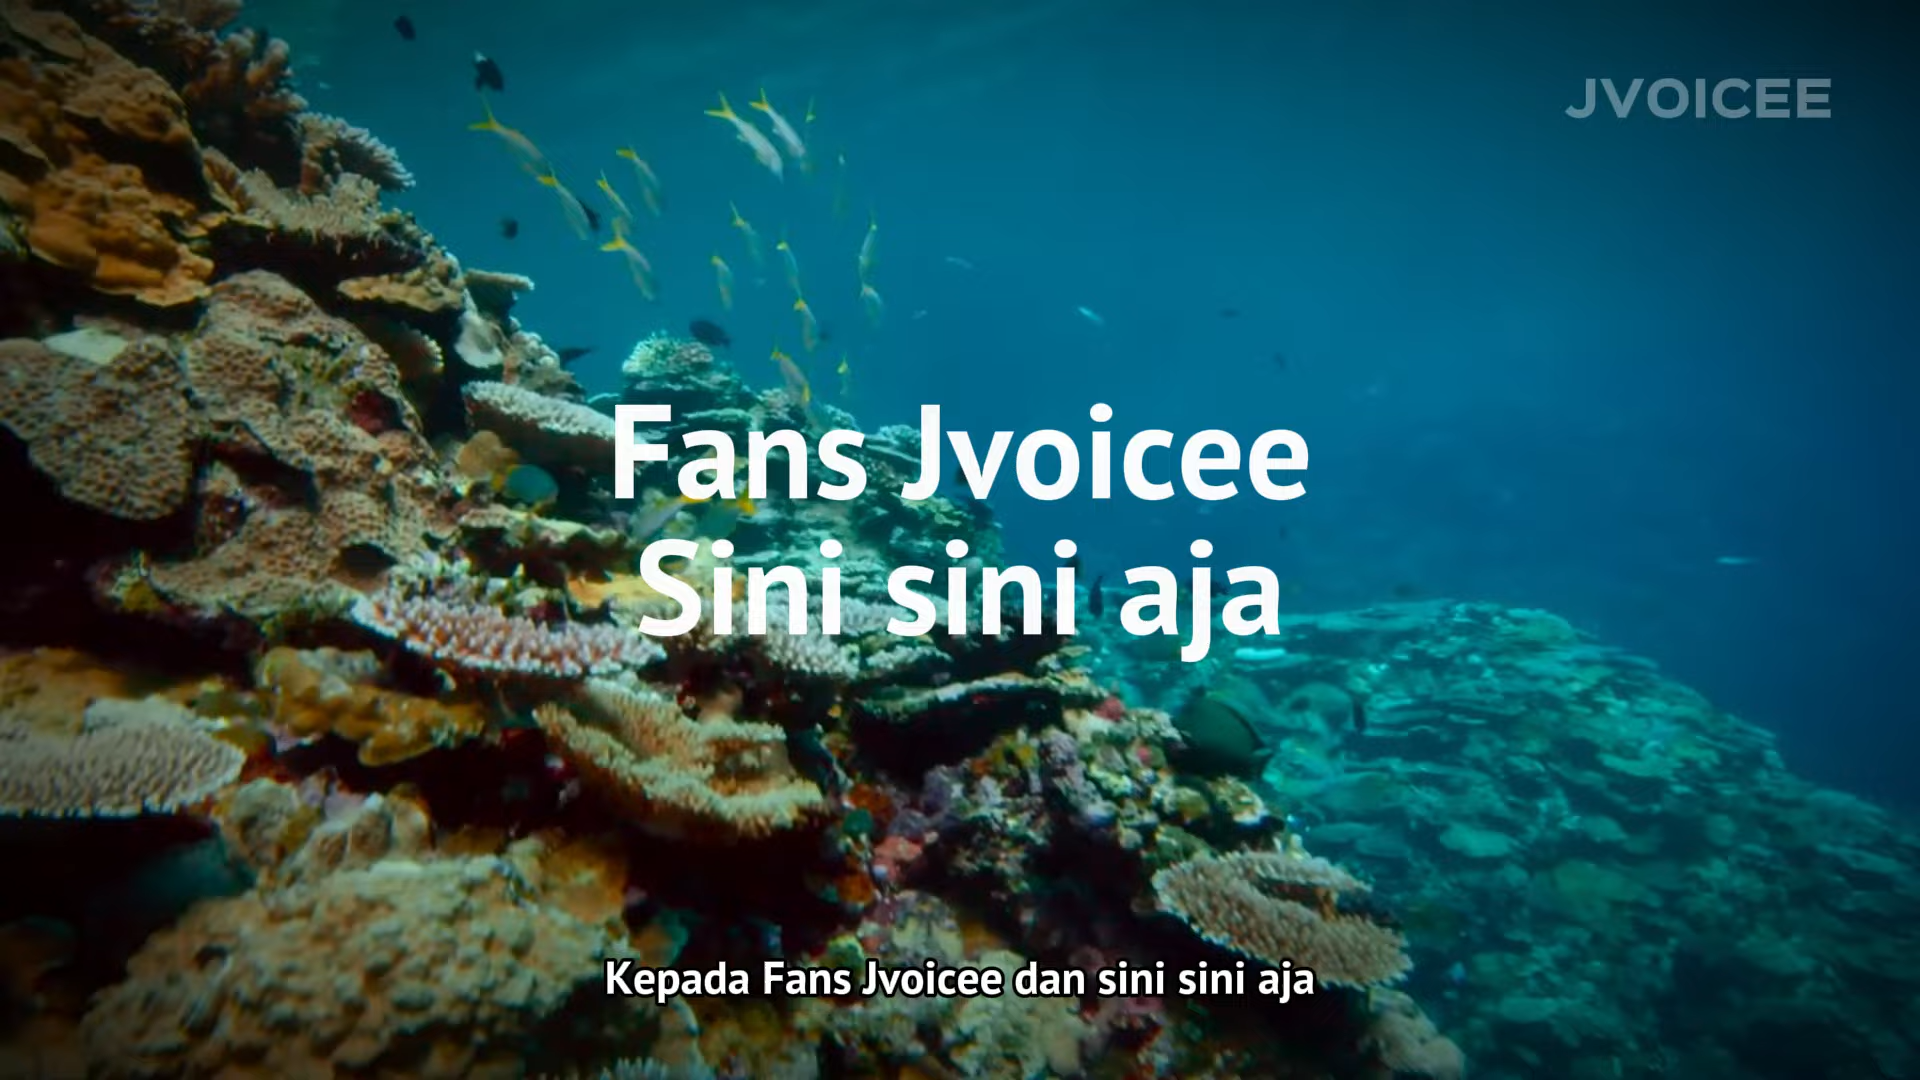 JVOICEE
Fans Jvoicee
Sini sini aja
Kepada Fans Jvoicee dan sini sini aja